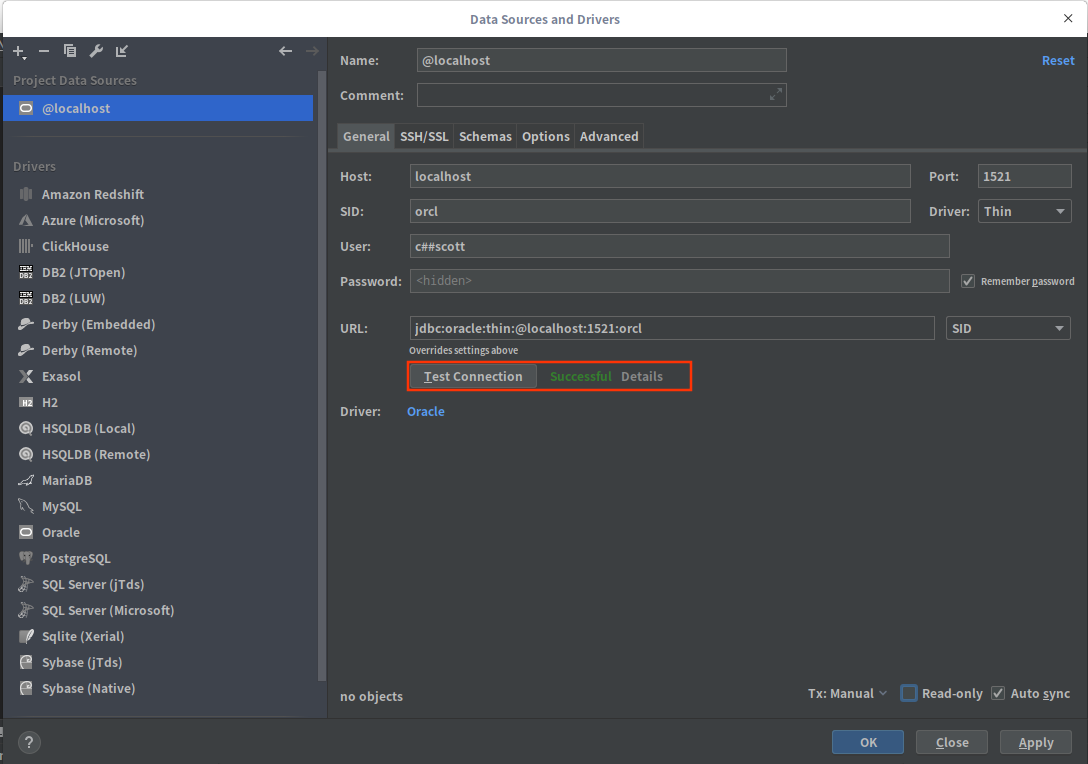 Data Sources and Drivers
Project Data Sources
@localhost
Drivers
Amazon Redshift
Azure (Microsoft)
ClickHouse
IBM DB2 DB2 (JTOpen)
IBM DB2 DB2 (LUW)
Derby (Embedded)
Derby (Remote)
Exasol
H2 H2
HSQLDB (Local)
HSQLDB (Remote)
MariaDB
MySQL
Oracle
PostgreSQL
SQL Server (jTds)
SQL Server (Microsoft)
Sqlite (Xerial)
Sybase (jTds)
Sybase (Native)
?
Name: @localhost Reset
Comment:
General SSH/SSL Schemas Options Advanced
Host: localhost Port: 1521
SID: orcl Driver: Thin
User: c##scott
Password: <hidden> Remember password
URL: jdbc:oracle:thin:@localhost:1521:orcl SID
Overrides settings above
Test Connection Successful Details
Driver: Oracle
no objects Tx: Manual Read-only Auto sync
OK Close Apply